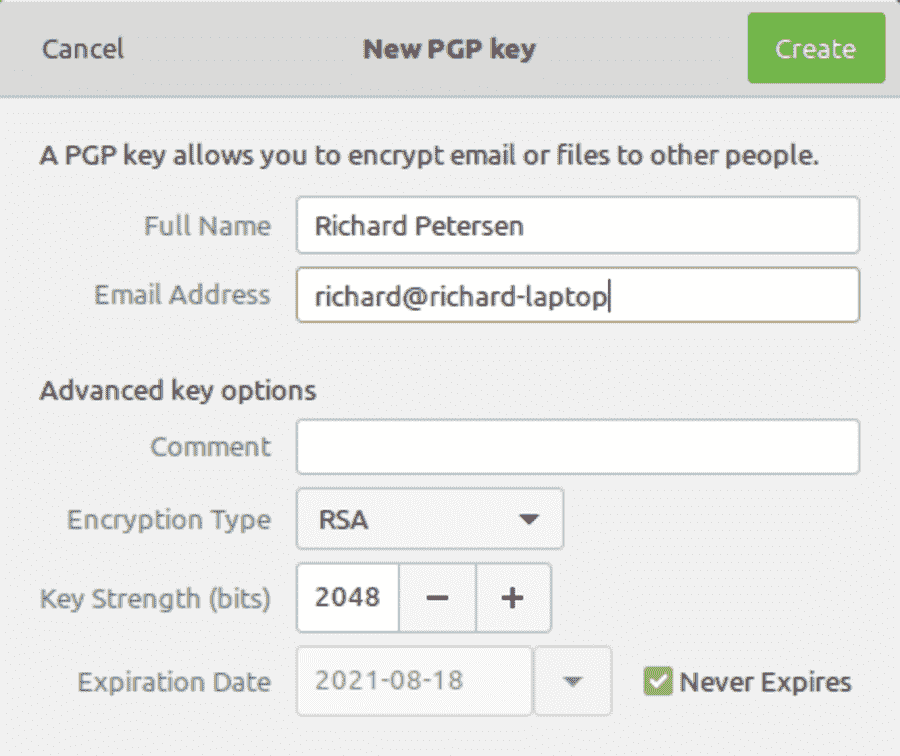 Cancel New PGP key Create
A PGP key allows you to encrypt email or files to other people.
Full Name Richard Petersen
Email Address richard@richard-laptop
Advanced key options
Comment
Encryption Type RSA
Key Strength (bits) 2048 − +
Expiration Date 2021-08-18 Never Expires